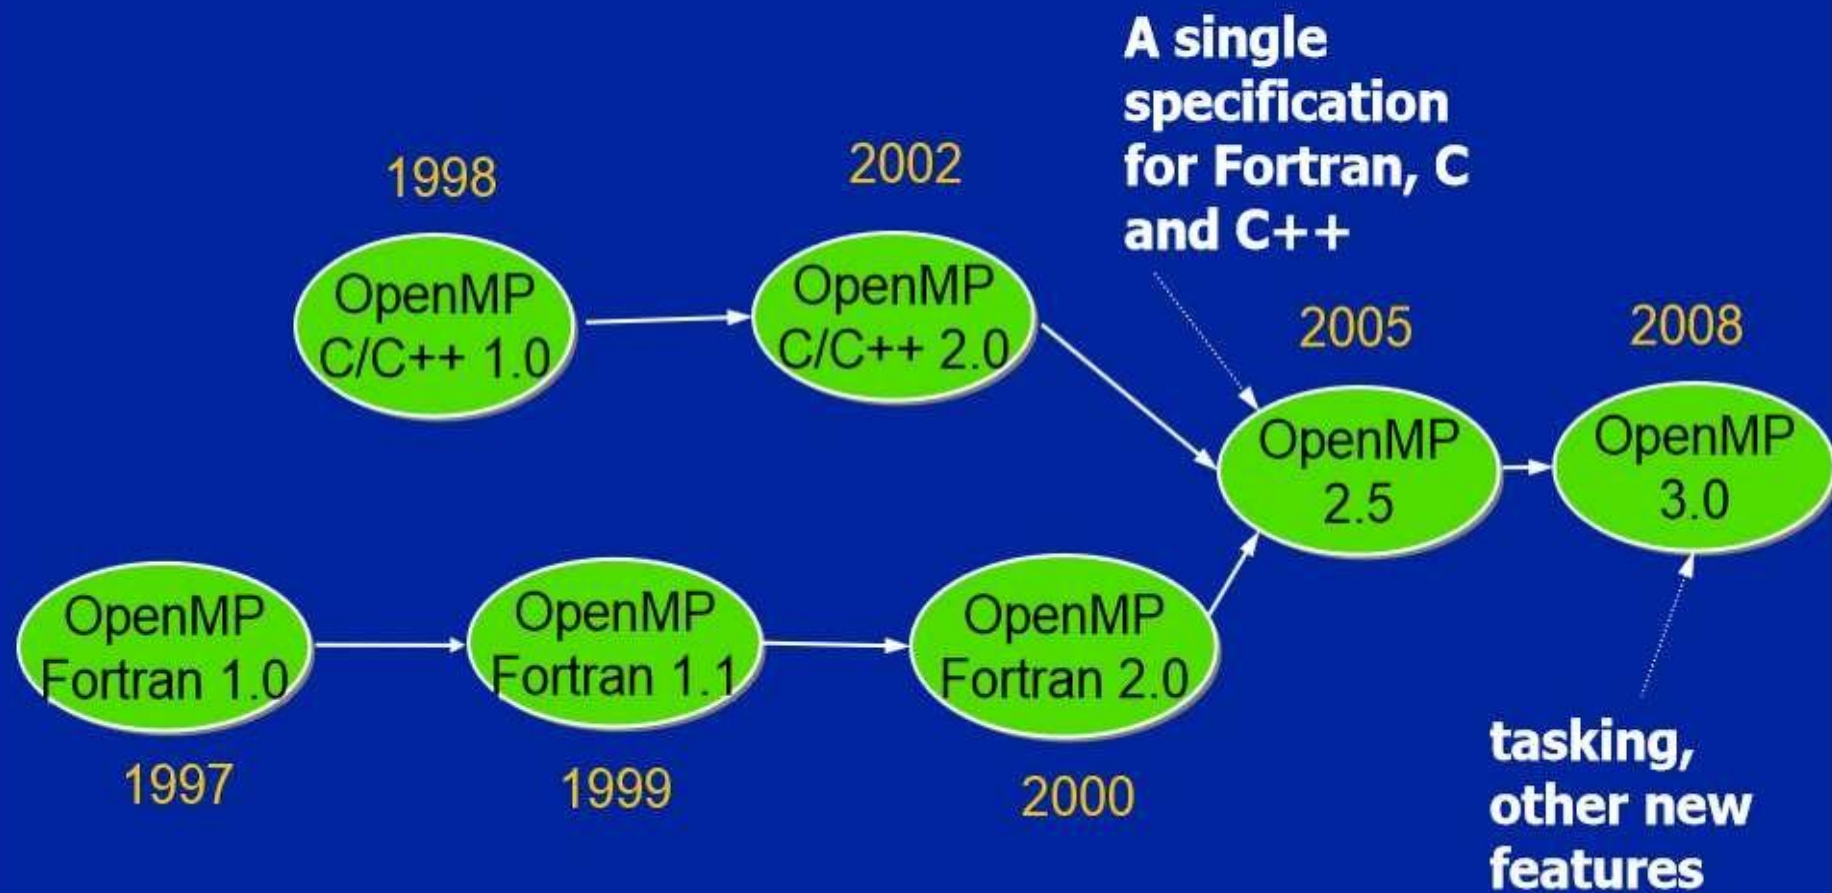 A single
specification
for Fortran, C
and C++
1998
2002
OpenMP
C/C++ 1.0
OpenMP
C/C++ 2.0
2005
2008
OpenMP
2.5
OpenMP
3.0
OpenMP
Fortran 1.0
OpenMP
Fortran 1.1
OpenMP
Fortran 2.0
1997
1999
2000
tasking,
other new
features